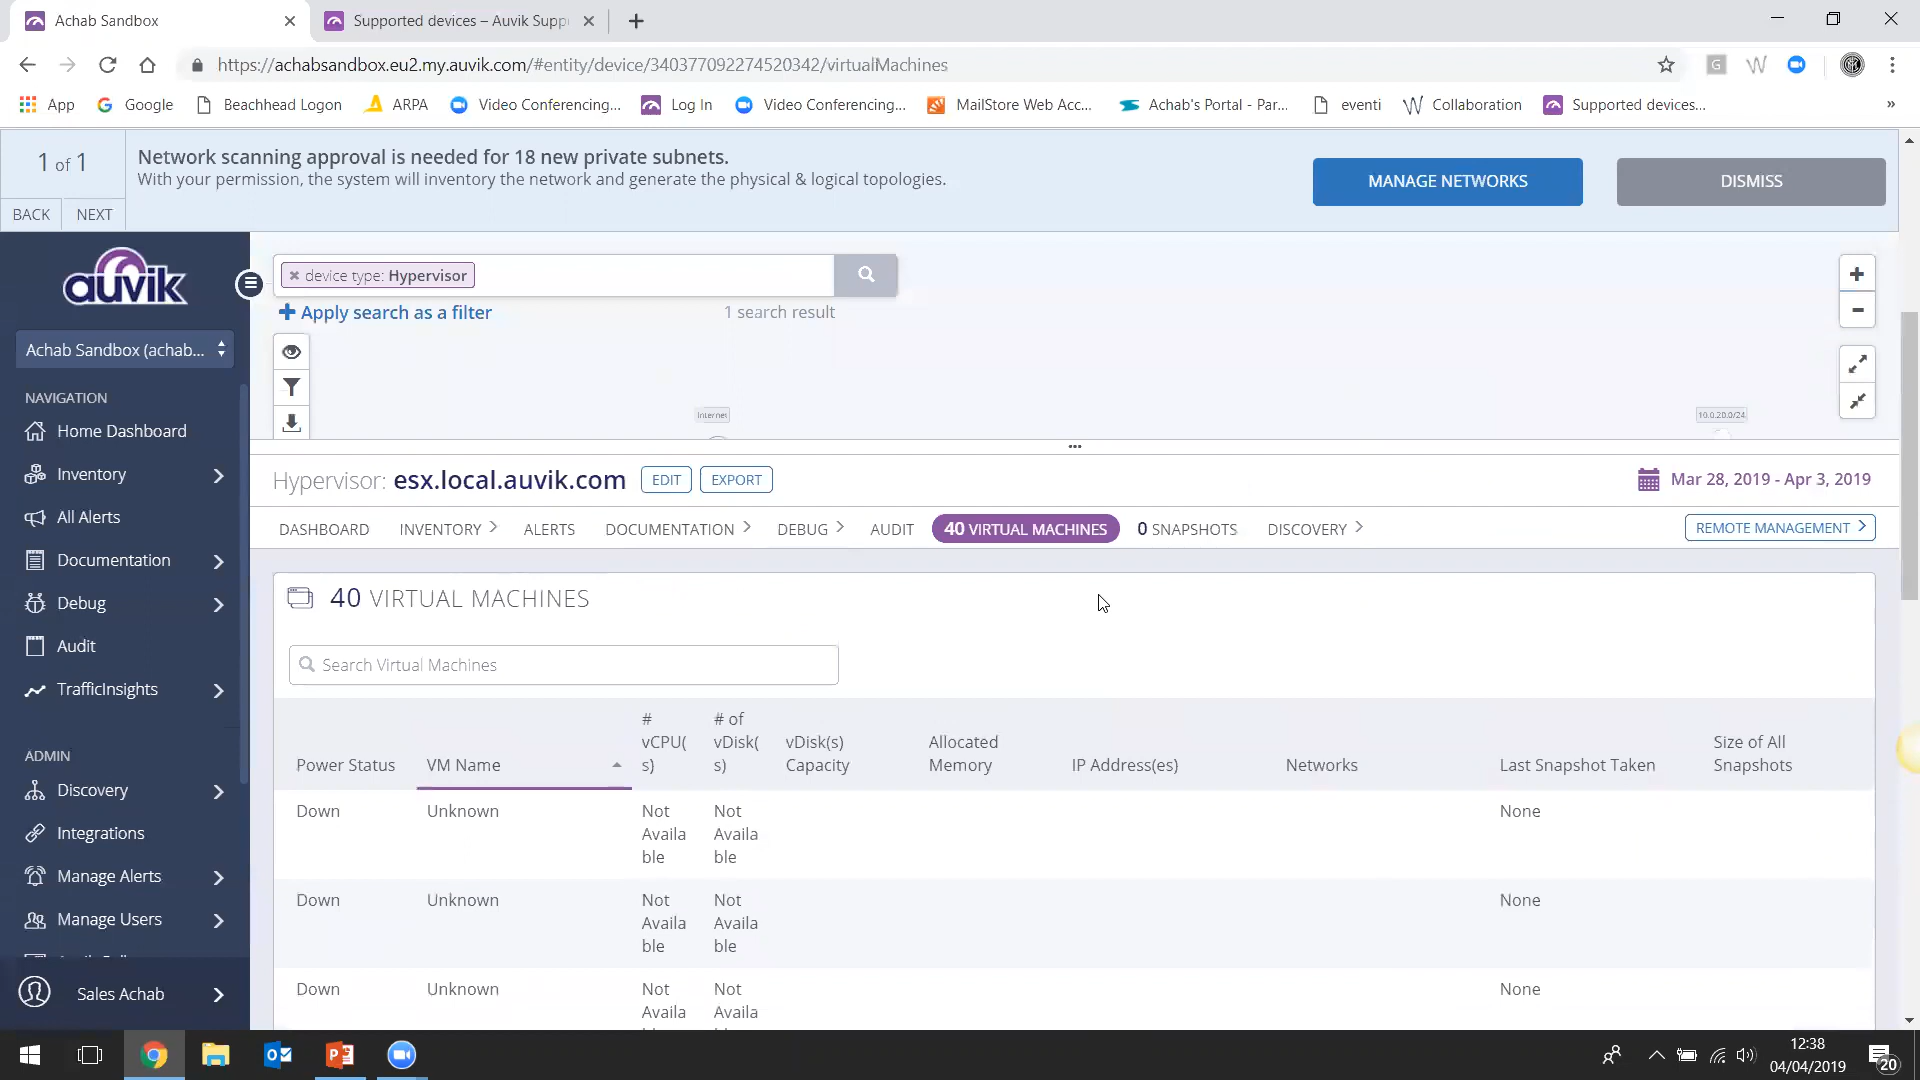 Achab Sandbox
Supported devices – Auvik Supp
https://achabsandbox.eu2.my.auvik.com/#entity/device/340377092274520342/virtualMachines
G
W
App
Google
Beachhead Logon
ARPA
Video Conferencing...
Log In
Video Conferencing...
MailStore Web Acc...
Achab's Portal - Par...
eventi
Collaboration
Supported devices...
»
1 of 1
BACK
NEXT
Network scanning approval is needed for 18 new private subnets.
With your permission, the system will inventory the network and generate the physical & logical topologies.
MANAGE NETWORKS
DISMISS
auvik
Achab Sandbox (achab...
NAVIGATION
Home Dashboard
Inventory
All Alerts
Documentation
Debug
Audit
TrafficInsights
ADMIN
Discovery
Integrations
Manage Alerts
Manage Users
Sales Achab
device type: Hypervisor
Apply search as a filter
1 search result
Internet
10.0.20.0/24
Hypervisor: esx.local.auvik.com
EDIT
EXPORT
Mar 28, 2019 - Apr 3, 2019
DASHBOARD
INVENTORY
ALERTS
DOCUMENTATION
DEBUG
AUDIT
40 VIRTUAL MACHINES
0 SNAPSHOTS
DISCOVERY
REMOTE MANAGEMENT
40 VIRTUAL MACHINES
Search Virtual Machines
Power Status
VM Name
#
vCPU(
s)
# of
vDisk(
s)
vDisk(s)
Capacity
Allocated
Memory
IP Address(es)
Networks
Last Snapshot Taken
Size of All
Snapshots
Down
Unknown
Not
Availa
ble
Not
Availa
ble
None
Down
Unknown
Not
Availa
ble
Not
Availa
ble
None
Down
Unknown
Not
Availa
Not
Availa
None
12:38
04/04/2019
20